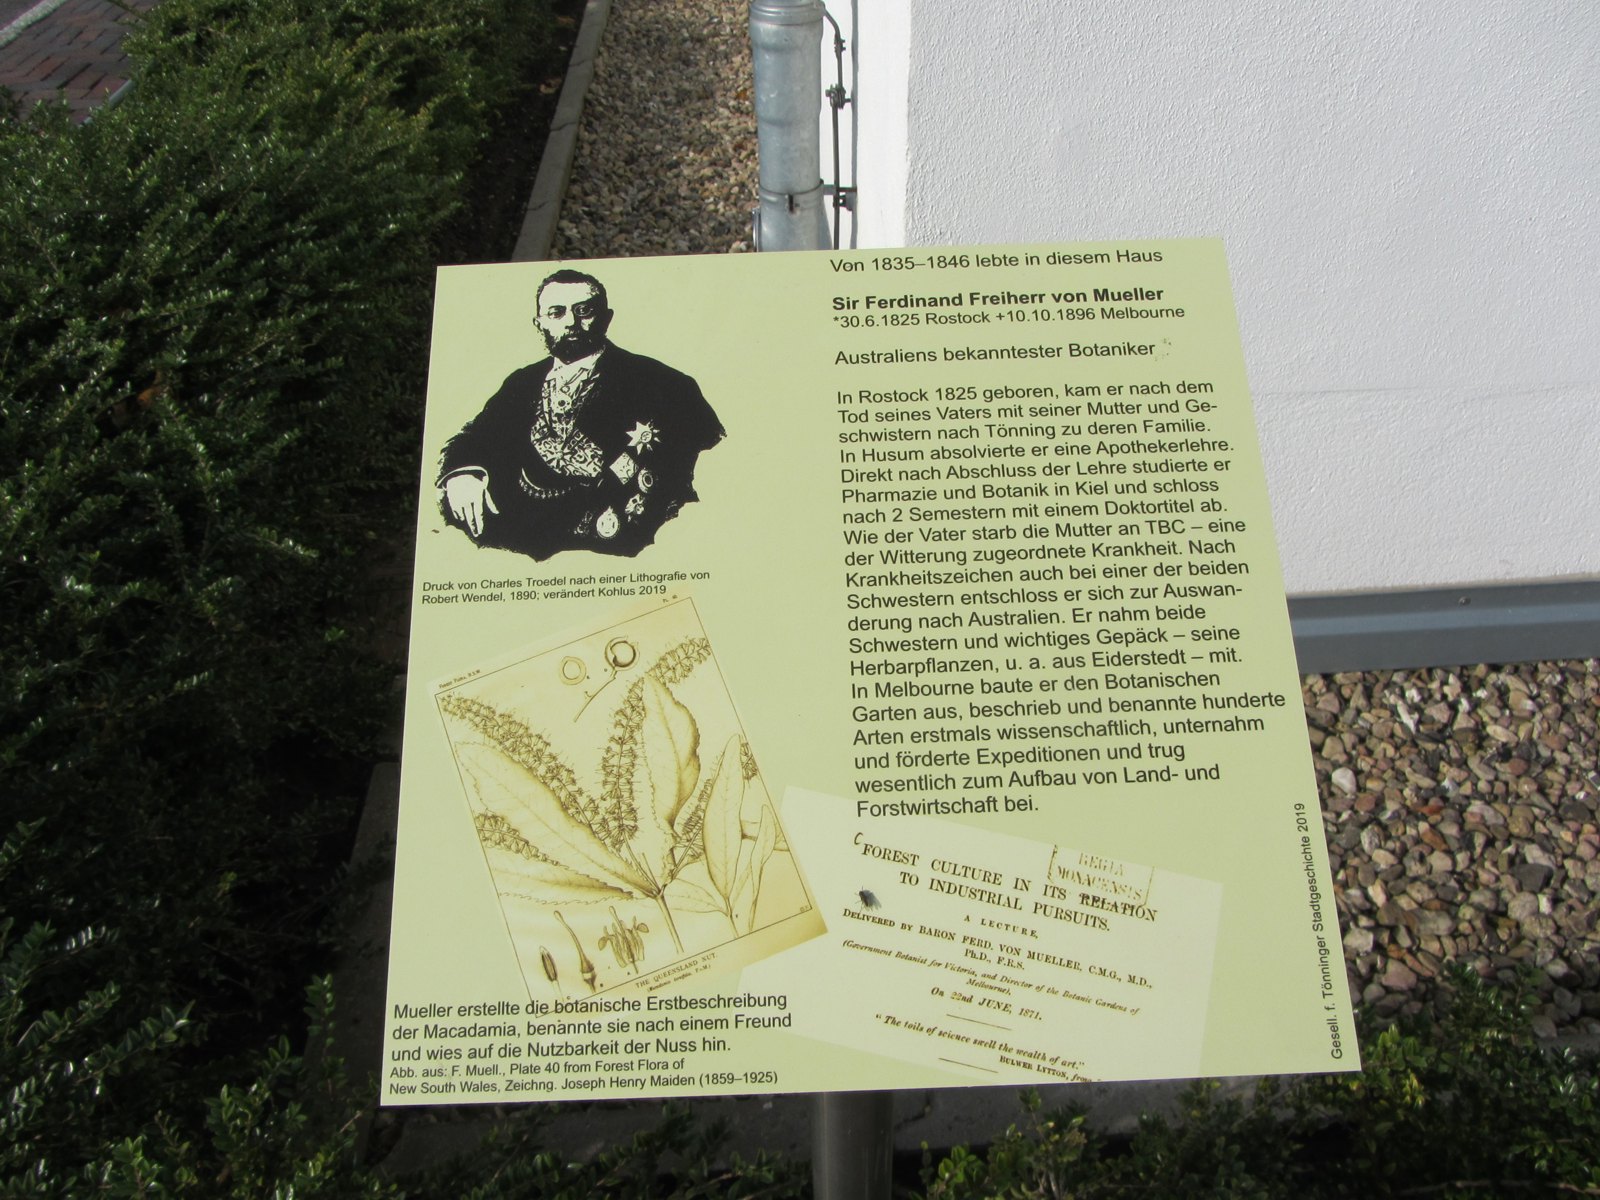 Von 1835–1846 lebte in diesem Haus
Sir Ferdinand Freiherr von Mueller
*30.6.1825 Rostock +10.10.1896 Melbourne
Australiens bekanntester Botaniker
In Rostock 1825 geboren, kam er nach dem
Tod seines Vaters mit seiner Mutter und Ge-
schwistern nach Tönning zu deren Familie.
In Husum absolvierte er eine Apothekerlehre.
Direkt nach Abschluss der Lehre studierte er
Pharmazie und Botanik in Kiel und schloss
nach 2 Semestern mit einem Doktortitel ab.
Wie der Vater starb die Mutter an TBC – eine
der Witterung zugeordnete Krankheit. Nach
Krankheitszeichen auch bei einer der beiden
Schwestern entschloss er sich zur Auswan-
derung nach Australien. Er nahm beide
Schwestern und wichtiges Gepäck – seine
Herbarpflanzen, u. a. aus Eiderstedt – mit.
In Melbourne baute er den Botanischen
Garten aus, beschrieb und benannte hunderte
Arten erstmals wissenschaftlich, unternahm
und förderte Expeditionen und trug
wesentlich zum Aufbau von Land- und
Forstwirtschaft bei.
Druck von Charles Troedel nach einer Lithografie von
Robert Wendel, 1890; verändert Kohlus 2019
THE QUEENSLAND NUT.
Mueller erstellte die botanische Erstbeschreibung
der Macadamia, benannte sie nach einem Freund
und wies auf die Nutzbarkeit der Nuss hin.
Abb. aus: F. Muell., Plate 40 from Forest Flora of
New South Wales, Zeichng. Joseph Henry Maiden (1859–1925)
REGIA
MONACENSIS
FOREST CULTURE IN ITS RELATION
TO INDUSTRIAL PURSUITS.
A LECTURE,
DELIVERED BY BARON FERD. VON MUELLER, C.M.G., M.D.,
Ph.D., F.R.S.
(Government Botanist for Victoria, and Director of the Botanic Gardens of
Melbourne),
On 22nd JUNE, 1871.
"The toils of science swell the wealth of art."
BULWER LYTTON, from
Gesell. f. Tönninger Stadtgeschichte 2019